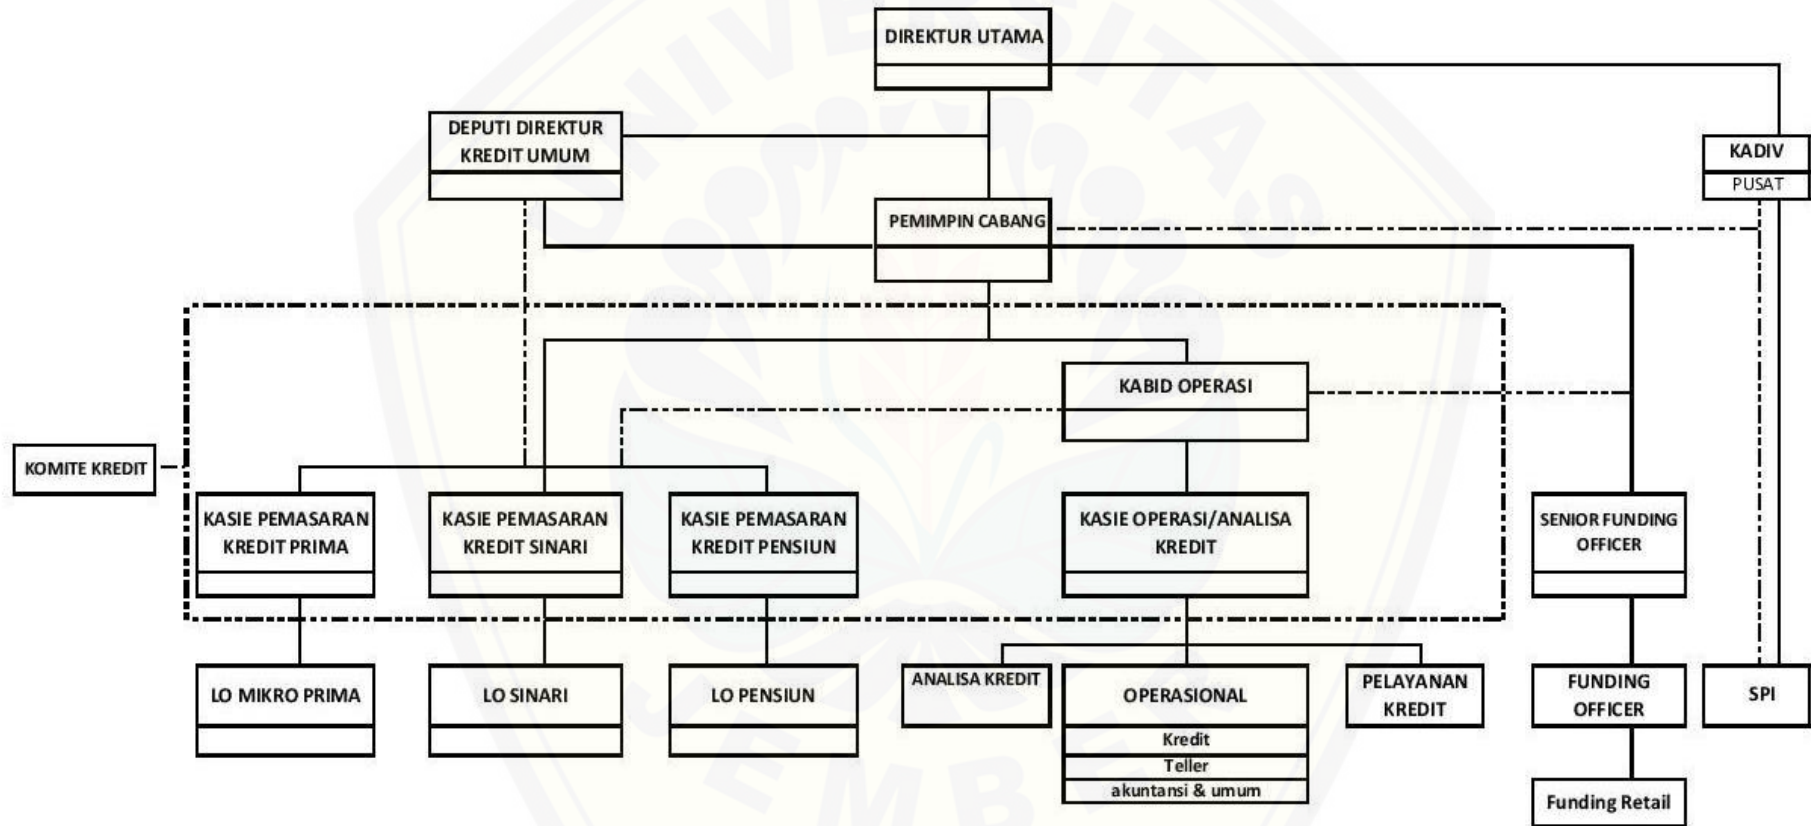 DIREKTUR UTAMA
DEPUTI DIREKTUR
KREDIT UMUM
KADIV
PUSAT
PEMIMPIN CABANG
KABID OPERASI
KOMITE KREDIT
KASIE PEMASARAN
KREDIT PRIMA
KASIE PEMASARAN
KREDIT SINARI
KASIE PEMASARAN
KREDIT PENSIUN
KASIE OPERASI/ANALISA
KREDIT
SENIOR FUNDING
OFFICER
LO MIKRO PRIMA
LO SINARI
LO PENSIUN
ANALISA KREDIT
OPERASIONAL
Kredit
Teller
akuntansi & umum
PELAYANAN
KREDIT
FUNDING
OFFICER
SPI
Funding Retail
UNIVERSITAS
JEMBER